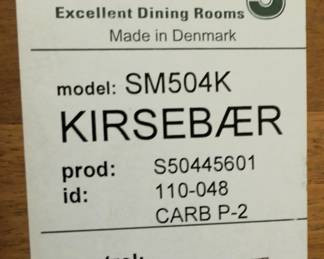 Excellent Dining Rooms
Made in Denmark
model: SM504K
KIRSEBÆR
prod: S50445601
id: 110-048
CARB P-2